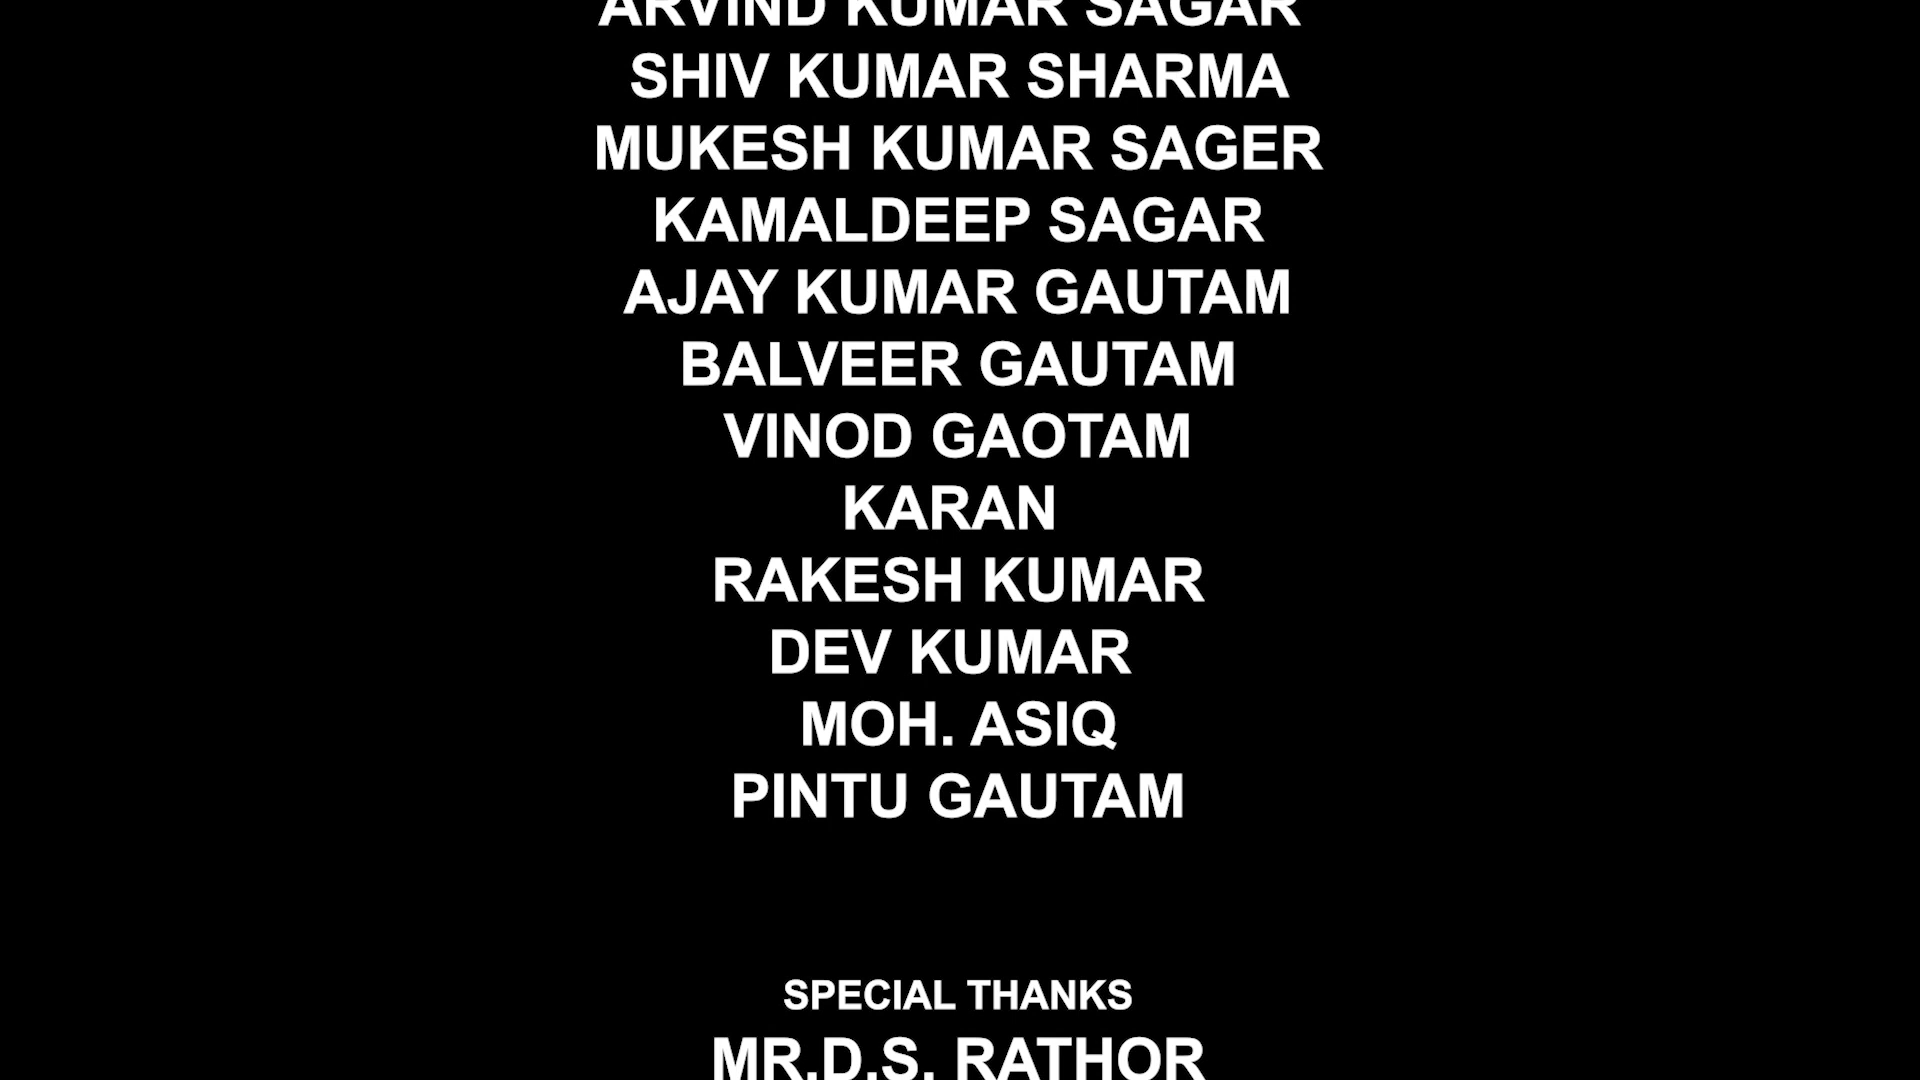 ARVIND KUMAR SAGAR
SHIV KUMAR SHARMA
MUKESH KUMAR SAGER
KAMALDEEP SAGAR
AJAY KUMAR GAUTAM
BALVEER GAUTAM
VINOD GAOTAM
KARAN
RAKESH KUMAR
DEV KUMAR
MOH. ASIQ
PINTU GAUTAM
SPECIAL THANKS
MR.D.S. RATHOR